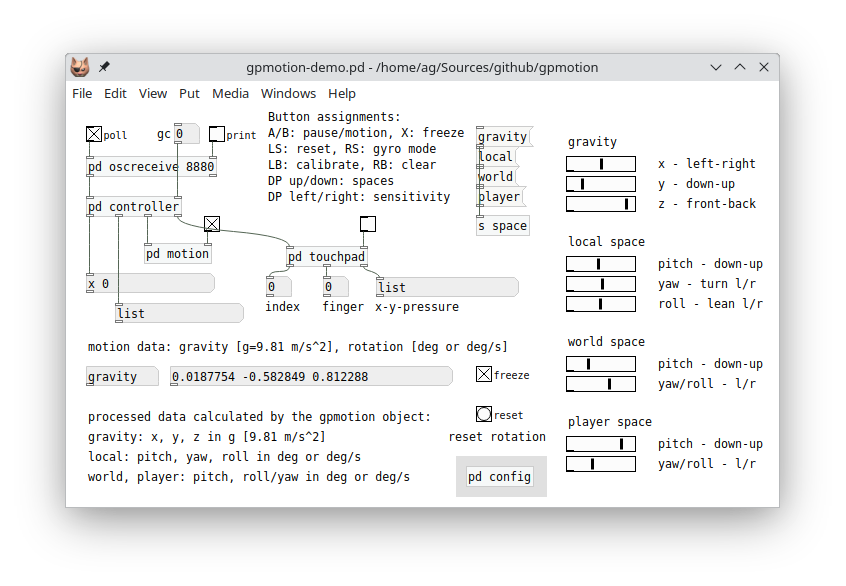 gpmotion-demo.pd - /home/ag/Sources/github/gpmotion
File Edit View Put Media Windows Help
Button assignments:
A/B: pause/motion, X: freeze
LS: reset, RS: gyro mode
LB: calibrate, RB: clear
DP up/down: spaces
DP left/right: sensitivity
poll
gc 0
print
pd oscreceive 8880
pd controller
pd motion
pd touchpad
x 0
list
0
index
0
finger
list
x-y-pressure
gravity
local
world
player
s space
motion data: gravity [g=9.81 m/s^2], rotation [deg or deg/s]
gravity
0.0187754 -0.582849 0.812288
freeze
processed data calculated by the gpmotion object:
gravity: x, y, z in g [9.81 m/s^2]
local: pitch, yaw, roll in deg or deg/s
world, player: pitch, roll/yaw in deg or deg/s
reset
reset rotation
pd config
gravity
x - left-right
y - down-up
z - front-back
local space
pitch - down-up
yaw - turn l/r
roll - lean l/r
world space
pitch - down-up
yaw/roll - l/r
player space
pitch - down-up
yaw/roll - l/r